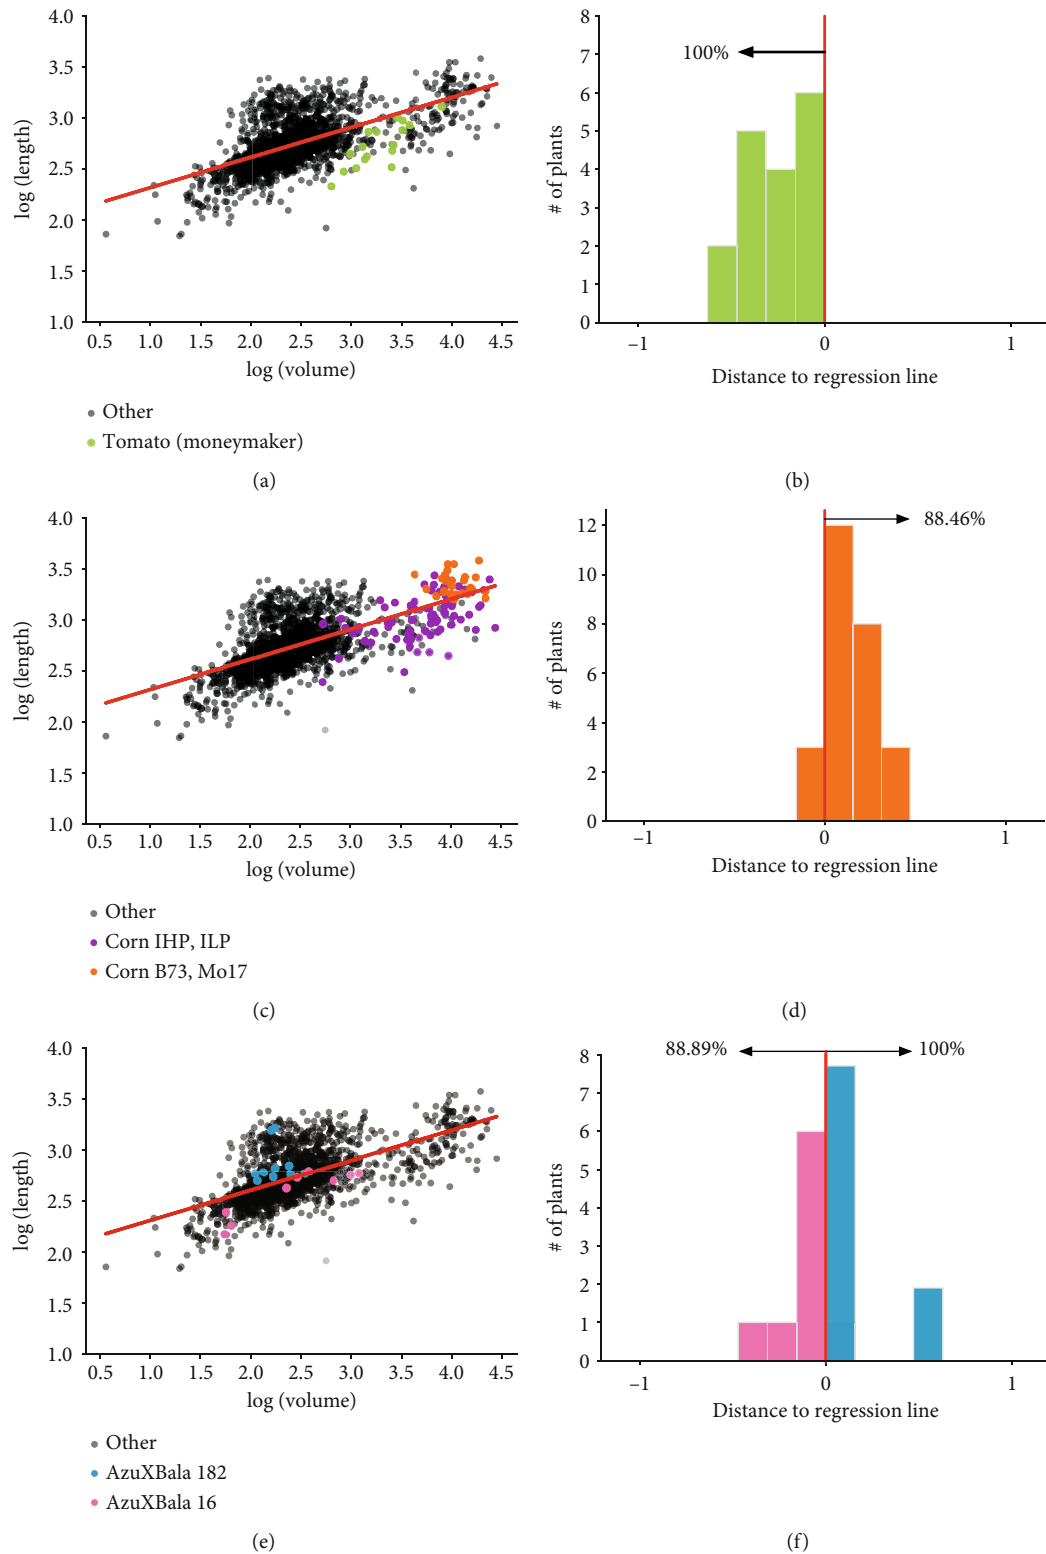 4.0
3.5
3.0
2.5
2.0
1.5
1.0
log (length)
0.5 1.0 1.5 2.0 2.5 3.0 3.5 4.0 4.5
log (volume)
Other
Tomato (moneymaker)
(a)
8
7
6
5
4
3
2
1
0
# of plants
100%
–1 0 1
Distance to regression line
(b)
4.0
3.5
3.0
2.5
2.0
1.5
1.0
log (length)
0.5 1.0 1.5 2.0 2.5 3.0 3.5 4.0 4.5
log (volume)
Other
Corn IHP, ILP
Corn B73, Mo17
(c)
12
10
8
6
4
2
0
# of plants
88.46%
–1 0 1
Distance to regression line
(d)
4.0
3.5
3.0
2.5
2.0
1.5
1.0
log (length)
0.5 1.0 1.5 2.0 2.5 3.0 3.5 4.0 4.5
log (volume)
Other
AzuXBala 182
AzuXBala 16
(e)
8
7
6
5
4
3
2
1
0
# of plants
88.89% 100%
–1 0 1
Distance to regression line
(f)